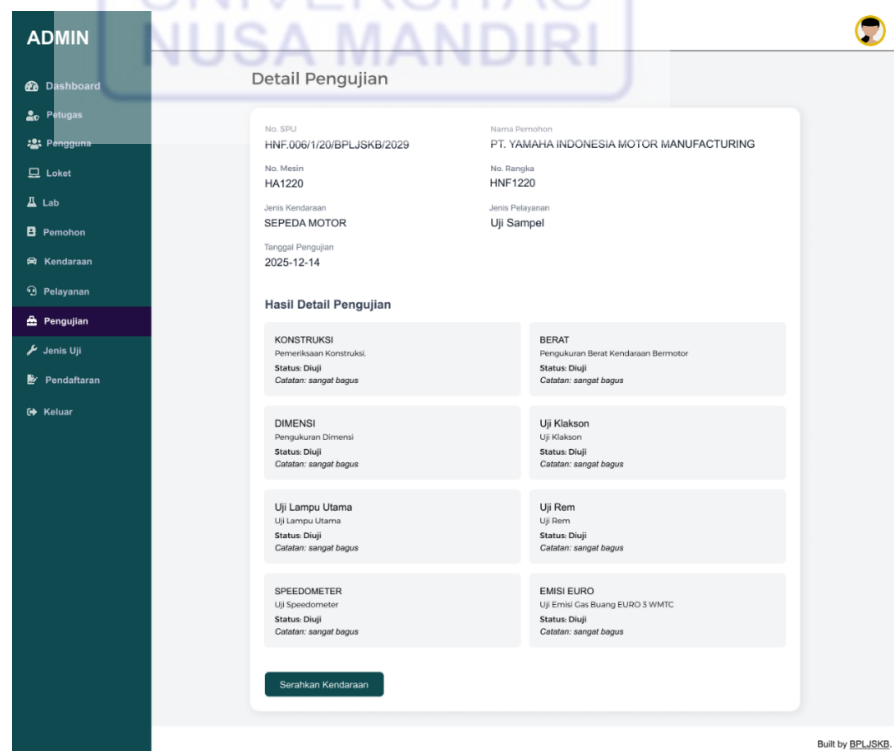 UNIVERSITAS
NUSA MANDIRI
ADMIN
Dashboard
Petugas
Pengguna
Loket
Lab
Pemohon
Kendaraan
Pelayanan
Pengujian
Jenis Uji
Pendaftaran
Keluar
Detail Pengujian
No. SPU
HNF.006/1/20/BPLJSKB/2029
Nama Pemohon
PT. YAMAHA INDONESIA MOTOR MANUFACTURING
No. Mesin
HA1220
No. Rangka
HNF1220
Jenis Kendaraan
SEPEDA MOTOR
Jenis Pelayanan
Uji Sampel
Tanggal Pengujian
2025-12-14
Hasil Detail Pengujian
KONSTRUKSI
Pemeriksaan Konstruksi.
Status: Diuji
Catatan: sangat bagus
BERAT
Pengukuran Berat Kendaraan Bermotor
Status: Diuji
Catatan: sangat bagus
DIMENSI
Pengukuran Dimensi
Status: Diuji
Catatan: sangat bagus
Uji Klakson
Uji Klakson
Status: Diuji
Catatan: sangat bagus
Uji Lampu Utama
Uji Lampu Utama
Status: Diuji
Catatan: sangat bagus
Uji Rem
Uji Rem
Status: Diuji
Catatan: sangat bagus
SPEEDOMETER
Uji Speedometer
Status: Diuji
Catatan: sangat bagus
EMISI EURO
Uji Emisi Gas Buang EURO 3 WMTC
Status: Diuji
Catatan: sangat bagus
Serahkan Kendaraan
Built by BPLJSKB.